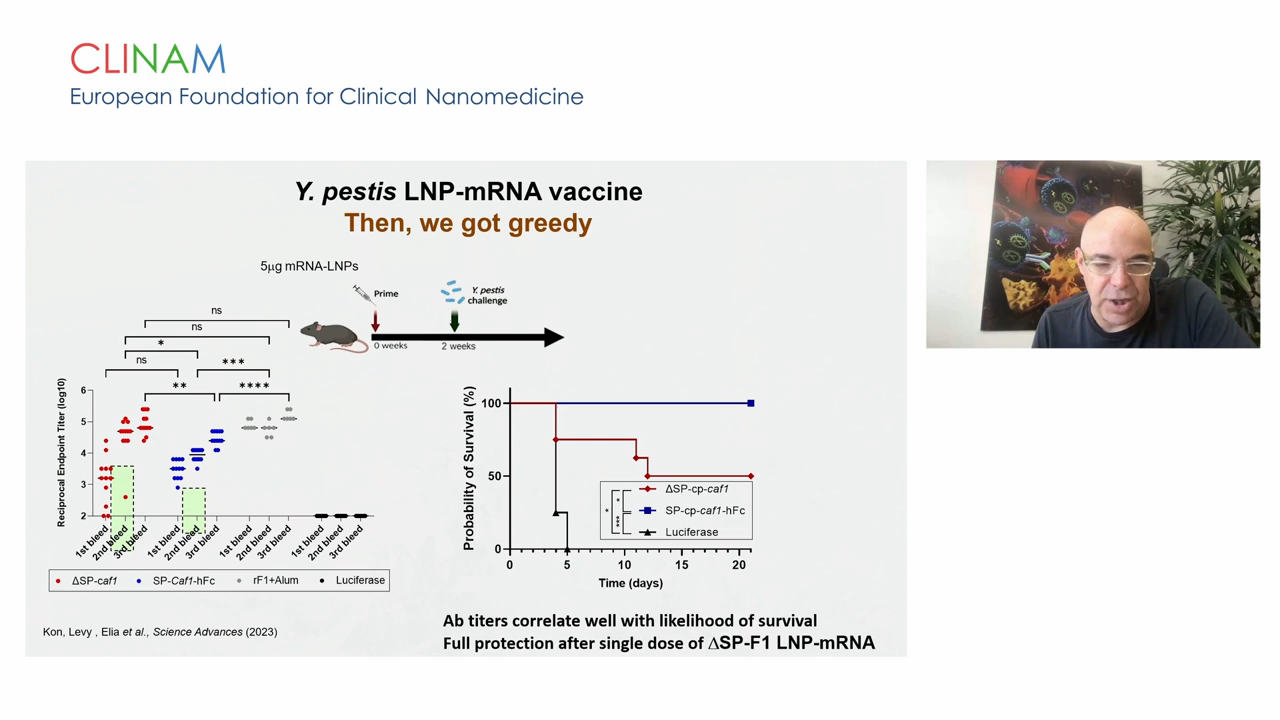 CLINAM
European Foundation for Clinical Nanomedicine
Y. pestis LNP-mRNA vaccine
Then, we got greedy
5μg mRNA-LNPs
Prime
Y. pestis
challenge
0 weeks
2 weeks
ns
ns
*
ns
***
**
****
Reciprocal Endpoint Titer (log10)
6
5
4
3
2
1st bleed
2nd bleed
3rd bleed
1st bleed
2nd bleed
3rd bleed
1st bleed
2nd bleed
3rd bleed
1st bleed
2nd bleed
3rd bleed
ΔSP-caf1
SP-Caf1-hFc
rF1+Alum
Luciferase
Probability of Survival (%)
100
50
0
0
5
10
15
20
Time (days)
* * ***
ΔSP-cp-caf1
SP-cp-caf1-hFc
Luciferase
Kon, Levy , Elia et al., Science Advances (2023)
Ab titers correlate well with likelihood of survival
Full protection after single dose of ΔSP-F1 LNP-mRNA